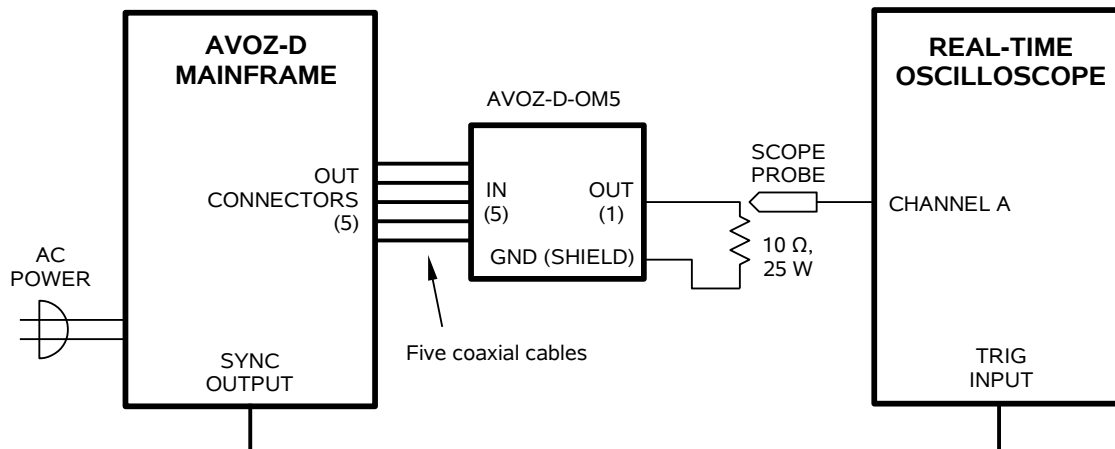 AVOZ-D
MAINFRAME
REAL-TIME
OSCILLOSCOPE
AVOZ-D-OM5
OUT
CONNECTORS
(5)
IN
(5)
OUT
(1)
GND (SHIELD)
SCOPE
PROBE
CHANNEL A
10 Ω,
25 W
AC
POWER
Five coaxial cables
SYNC
OUTPUT
TRIG
INPUT